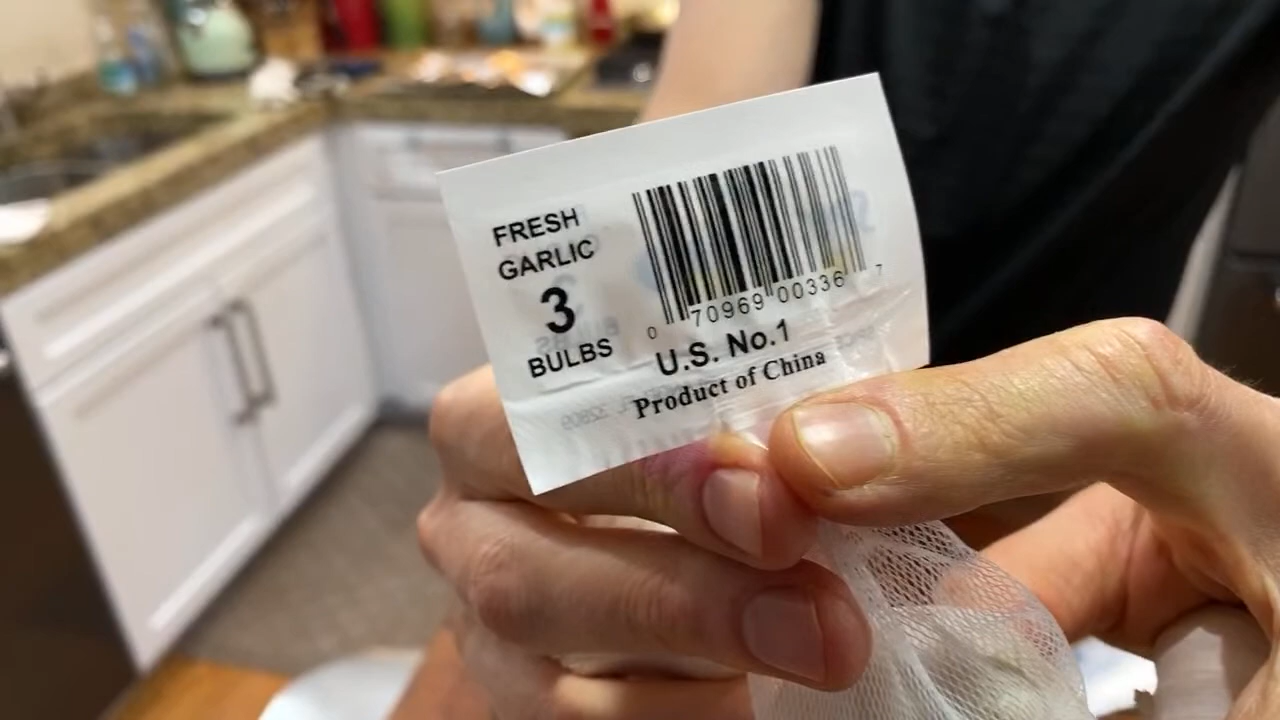 FRESH
GARLIC
3
BULBS
0 70969 00336 7
U.S. No.1
Product of China